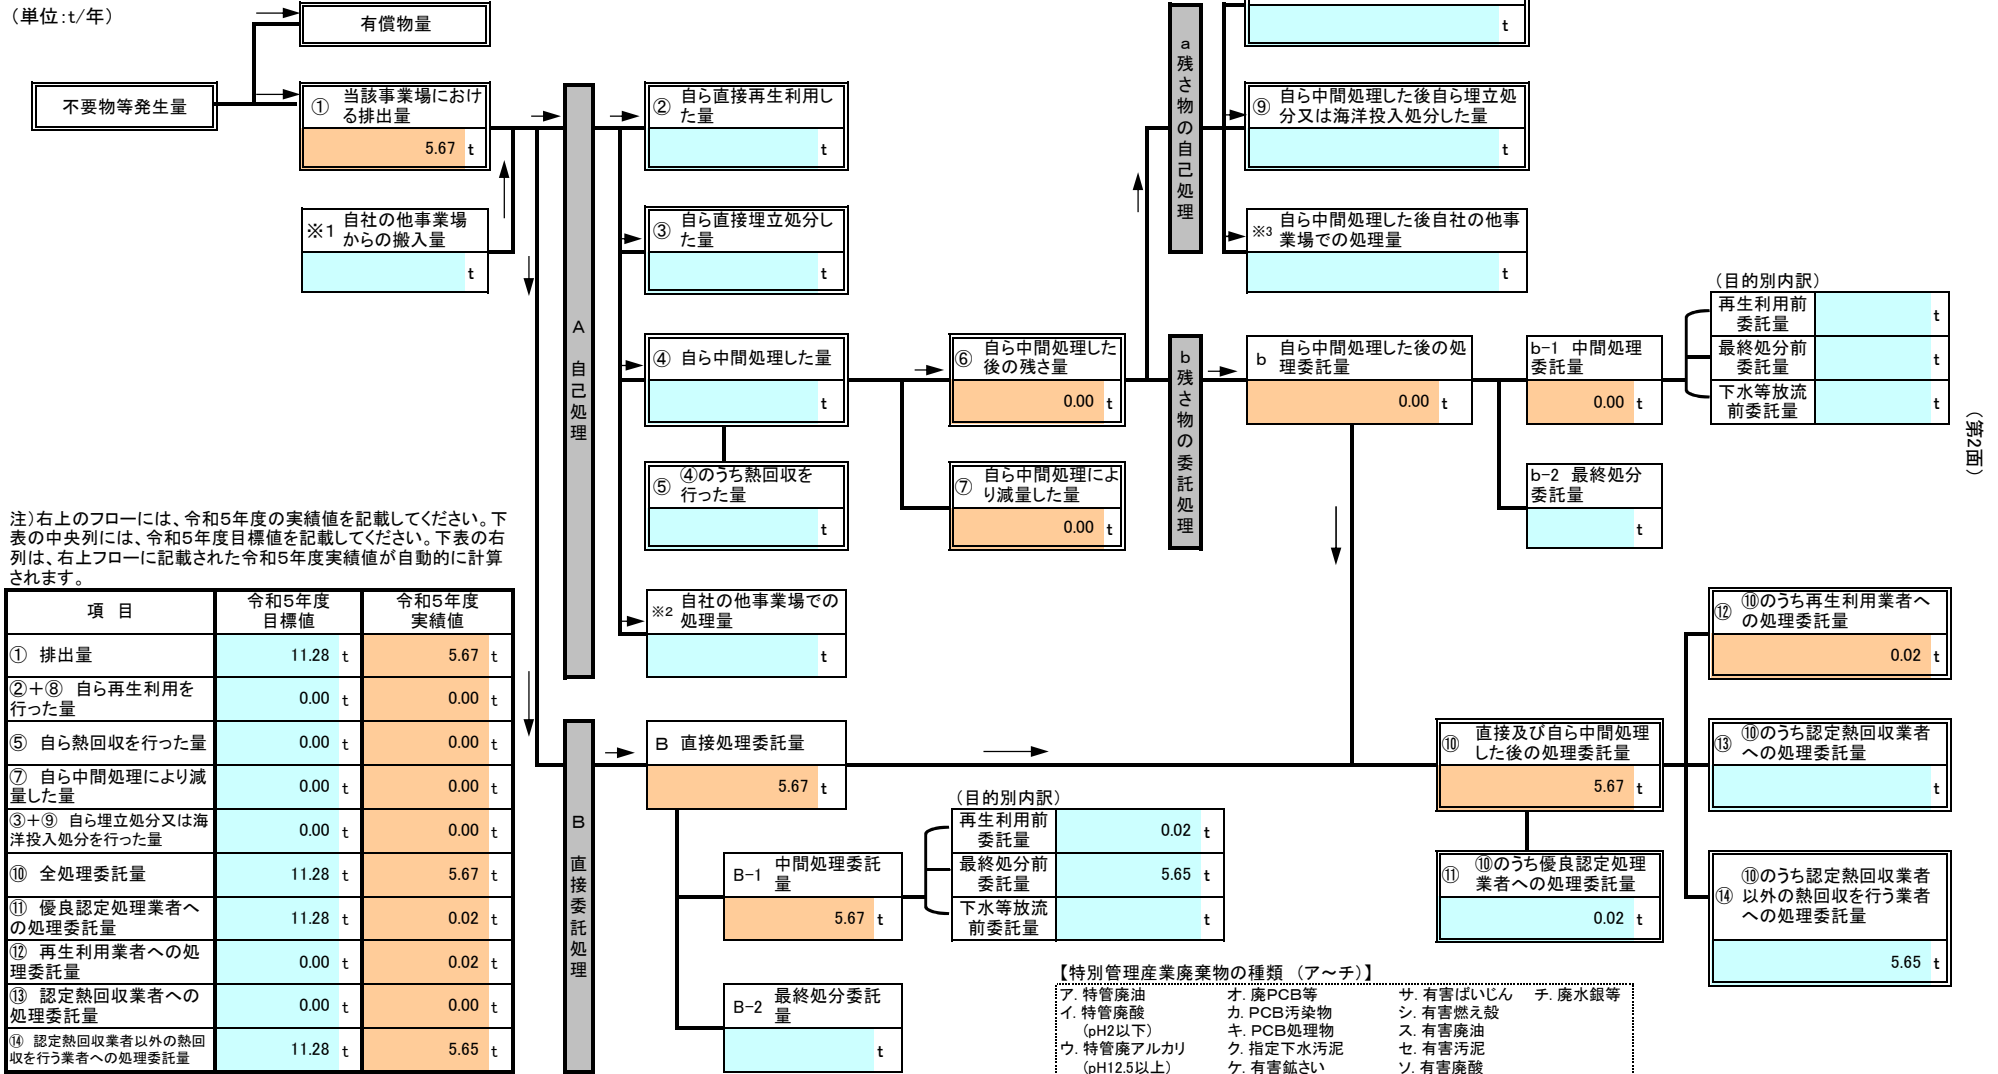 （単位:t/年）
有償物量
不要物等発生量
① 当該事業場におけ
る排出量
5.67 t
※1 自社の他事業場
からの搬入量
t
A 自己処理
② 自ら直接再生利用し
た量
t
③ 自ら直接埋立処分し
た量
t
④ 自ら中間処理した量
t
⑤ ④のうち熱回収を
行った量
t
※2 自社の他事業場での
処理量
t
⑥ 自ら中間処理した
後の残さ量
0.00 t
⑦ 自ら中間処理によ
り減量した量
0.00 t
a 残さ物の自己処理
t
⑨ 自ら中間処理した後自ら埋立処
分又は海洋投入処分した量
t
※3 自ら中間処理した後自社の他事
業場での処理量
t
b 残さ物の委託処理
b 自ら中間処理した後の処
理委託量
0.00 t
b-1 中間処理
委託量
0.00 t
b-2 最終処分
委託量
t
（目的別内訳）
再生利用前
委託量
t
最終処分前
委託量
t
下水等放流
前委託量
t
（第2面）
注)右上のフローには、令和5年度の実績値を記載してください。下
表の中央列には、令和5年度目標値を記載してください。下表の右
列は、右上フローに記載された令和5年度実績値が自動的に計算
されます。
項 目 令和5年度
目標値 令和5年度
実績値
① 排出量 11.28 t 5.67 t
②＋⑧ 自ら再生利用を
行った量 0.00 t 0.00 t
⑤ 自ら熱回収を行った量 0.00 t 0.00 t
⑦ 自ら中間処理により減
量した量 0.00 t 0.00 t
③＋⑨ 自ら埋立処分又は海
洋投入処分を行った量 0.00 t 0.00 t
⑩ 全処理委託量 11.28 t 5.67 t
⑪ 優良認定処理業者へ
の処理委託量 11.28 t 0.02 t
⑫ 再生利用業者への処
理委託量 0.00 t 0.02 t
⑬ 認定熱回収業者への
処理委託量 0.00 t 0.00 t
⑭ 認定熱回収業者以外の熱回
収を行う業者への処理委託量 11.28 t 5.65 t
B 直接委託処理
B 直接処理委託量
5.67 t
B-1 中間処理委託
量
5.67 t
B-2 最終処分委託
量
t
（目的別内訳）
再生利用前
委託量
0.02 t
最終処分前
委託量
5.65 t
下水等放流
前委託量
t
⑩ 直接及び自ら中間処理
した後の処理委託量
5.67 t
⑪ ⑩のうち優良認定処理
業者への処理委託量
0.02 t
⑫ ⑩のうち再生利用業者へ
の処理委託量
0.02 t
⑬ ⑩のうち認定熱回収業者
への処理委託量
t
⑭ ⑩のうち認定熱回収業者
以外の熱回収を行う業者
への処理委託量
5.65 t
【特別管理産業廃棄物の種類 （ア～チ）】
ア. 特管廃油 オ. 廃PCB等 サ. 有害ばいじん チ. 廃水銀等
イ. 特管廃酸 カ. PCB汚染物 シ. 有害燃え殻
（pH2以下） キ. PCB処理物 ス. 有害廃油
ウ. 特管廃アルカリ ク. 指定下水汚泥 セ. 有害汚泥
（pH12.5以上） ケ. 有害鉱さい ソ. 有害廃酸